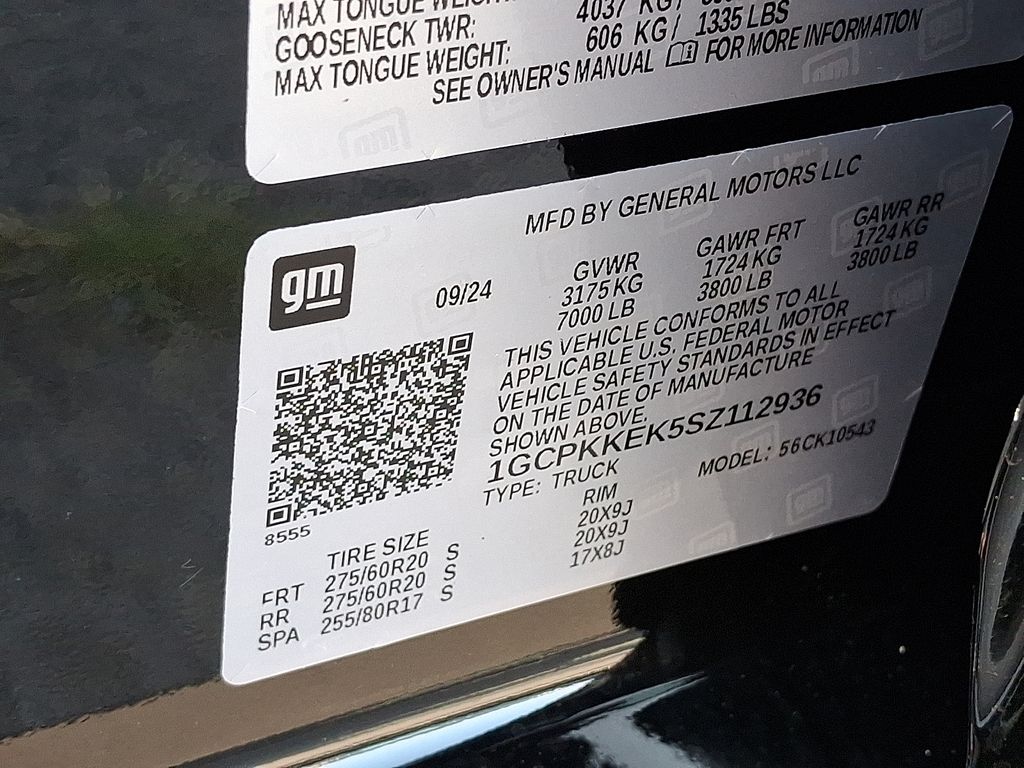 MAX TONGUE WEIGHT:
GOOSENECK TWR: 4037 KG/
MAX TONGUE WEIGHT: 606 KG/ 1335 LBS
SEE OWNER'S MANUAL FOR MORE INFORMATION
MFD BY GENERAL MOTORS LLC
gm
09/24
GVWR GAWR FRT GAWR RR
3175 KG 1724 KG 1724 KG
7000 LB 3800 LB 3800 LB
THIS VEHICLE CONFORMS TO ALL
APPLICABLE U.S. FEDERAL MOTOR
VEHICLE SAFETY STANDARDS IN EFFECT
ON THE DATE OF MANUFACTURE
SHOWN ABOVE.
1GCPKKEK5SZ112936
TYPE: TRUCK MODEL: 56CK10543
8555
TIRE SIZE RIM
FRT 275/60R20 S 20X9J
RR 275/60R20 S 20X9J
SPA 255/80R17 S 17X8J